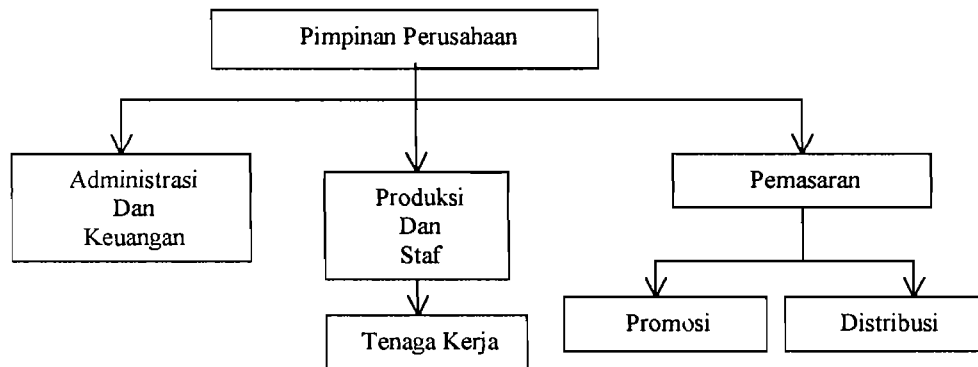 Pimpinan Perusahaan
Administrasi
Dan
Keuangan
Produksi
Dan
Staf
Pemasaran
Tenaga Kerja
Promosi
Distribusi